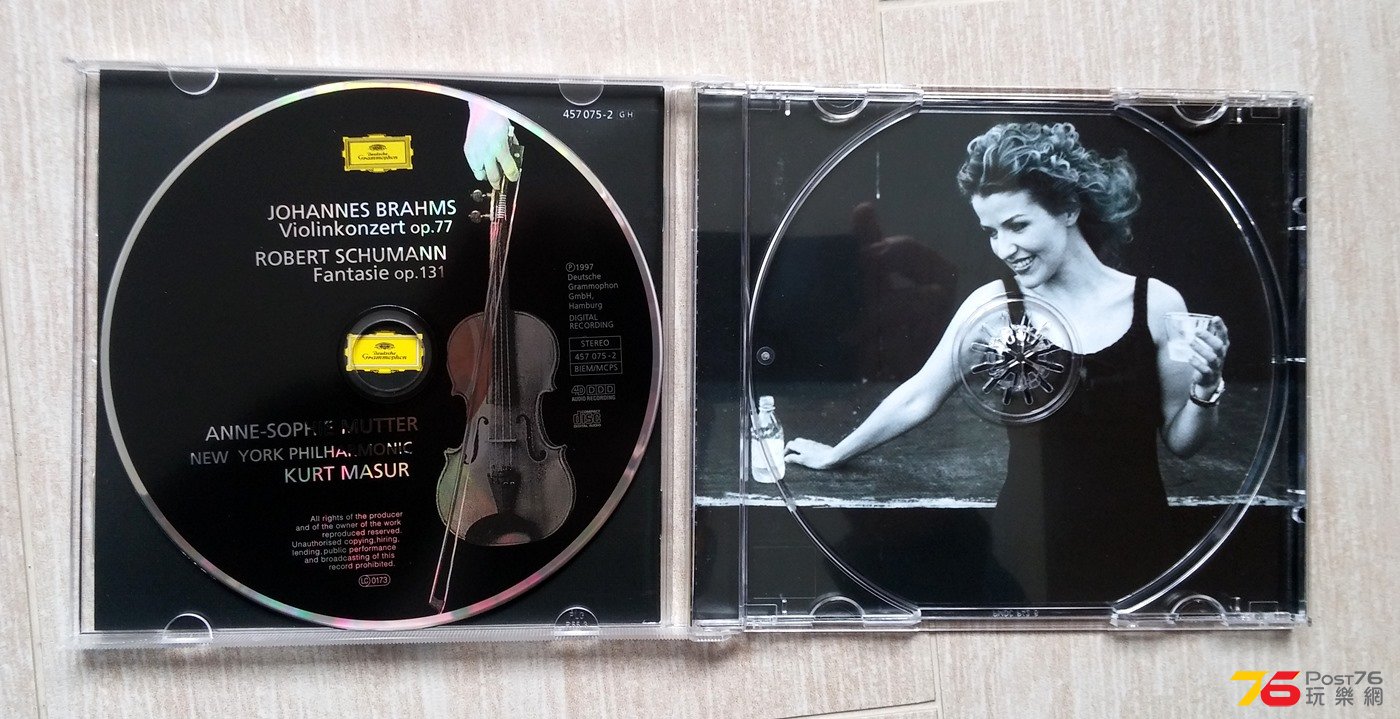 457 075-2 GH
Deutsche
Grammophon
JOHANNES BRAHMS
Violinkonzert op.77
ROBERT SCHUMANN
Fantasie op.131
℗1997
Deutsche
Grammophon
GmbH,
Hamburg
DIGITAL
RECORDING
STEREO
457 075-2
BIEM/MCPS
4D DDD
AUDIO RECORDING
COMPACT
disc
DIGITAL AUDIO
Deutsche
Grammophon
ANNE-SOPHIE MUTTER
NEW YORK PHILHARMONIC
KURT MASUR
All rights of the producer
and of the owner of the work
reproduced reserved.
Unauthorised copying, hiring,
lending, public performance
and broadcasting of this
record prohibited.
LC 0173
76 Post76
玩樂網